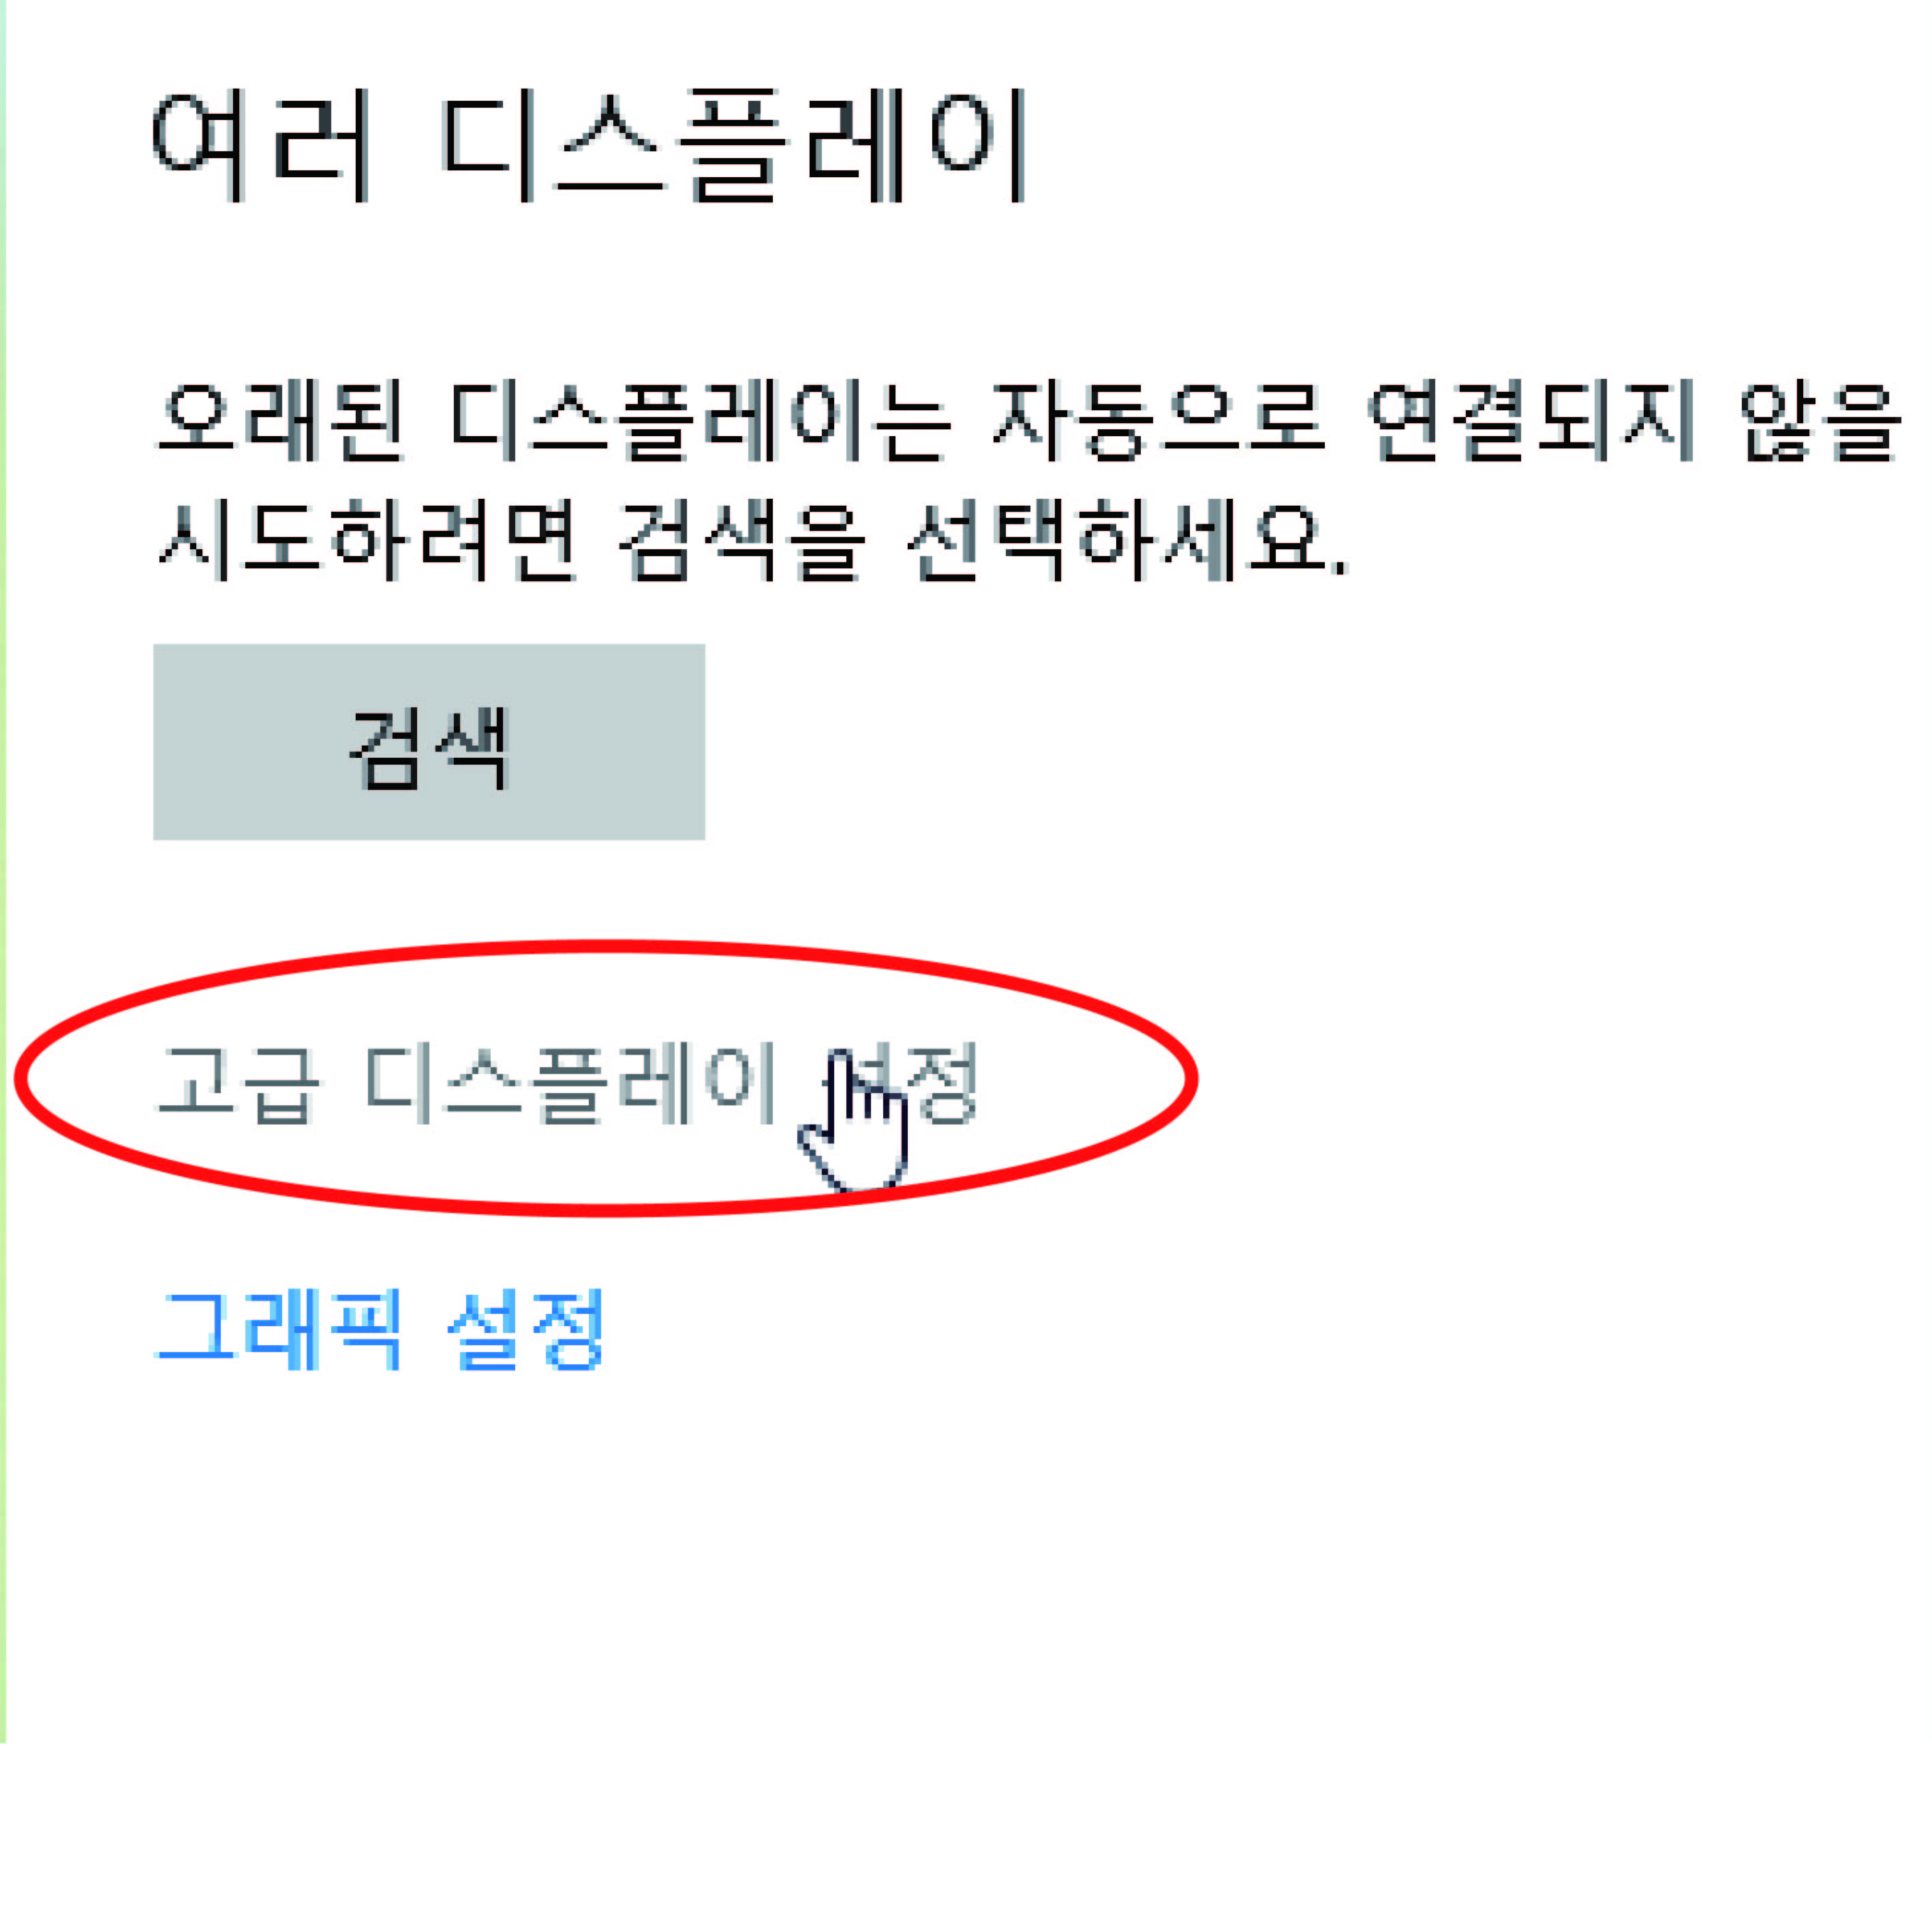 여러 디스플레이
오래된 디스플레이는 자동으로 연결되지 않을
시도하려면 검색을 선택하세요.
검색
고급 디스플레이 설정
그래픽 설정